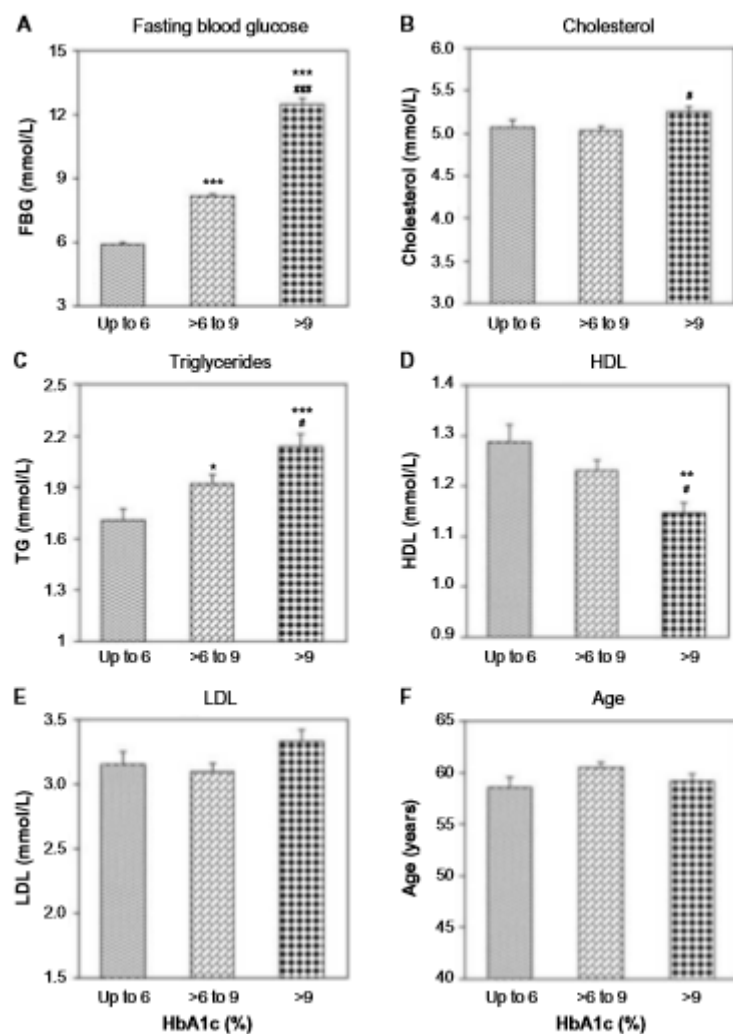 A Fasting blood glucose
FBG (mmol/L)
15
12
9
6
3
***
***
###
Up to 6 >6 to 9 >9
B Cholesterol
Cholesterol (mmol/L)
6.0
5.5
5.0
4.5
4.0
3.5
3.0
#
Up to 6 >6 to 9 >9
C Triglycerides
TG (mmol/L)
2.5
2.2
1.9
1.6
1.3
1
*
***
#
Up to 6 >6 to 9 >9
D HDL
HDL (mmol/L)
1.4
1.3
1.2
1.1
1.0
0.9
**
#
Up to 6 >6 to 9 >9
E LDL
LDL (mmol/L)
3.5
3.0
2.5
2.0
1.5
Up to 6 >6 to 9 >9
HbA1c (%)
F Age
Age (years)
65
60
55
50
45
40
Up to 6 >6 to 9 >9
HbA1c (%)